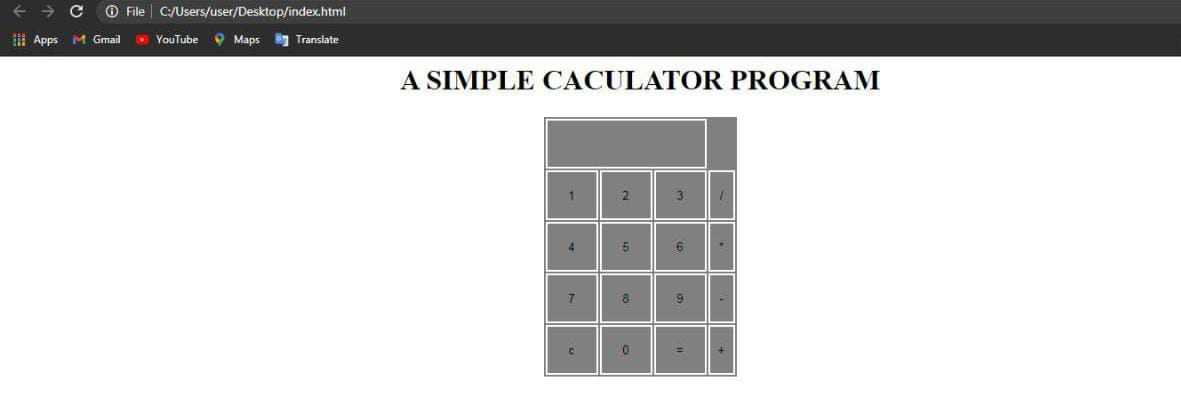 File | C:/Users/user/Desktop/index.html
Apps Gmail YouTube Maps Translate
A SIMPLE CACULATOR PROGRAM
1 2 3 /
4 5 6 *
7 8 9 -
c 0 = +